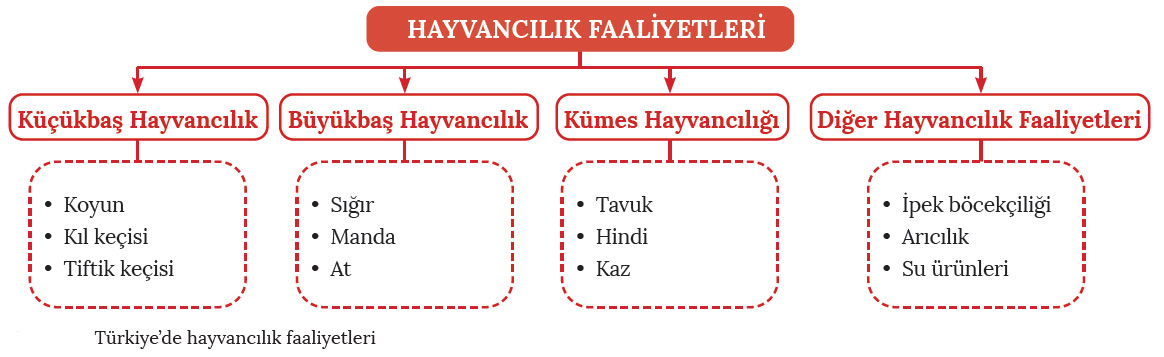 HAYVANCILIK FAALİYETLERİ
Küçükbaş Hayvancılık
Büyükbaş Hayvancılık
Kümes Hayvancılığı
Diğer Hayvancılık Faaliyetleri
• Koyun
• Kıl keçisi
• Tiftik keçisi
• Sığır
• Manda
• At
• Tavuk
• Hindi
• Kaz
• İpek böcekçiliği
• Arıcılık
• Su ürünleri
Türkiye’de hayvancılık faaliyetleri